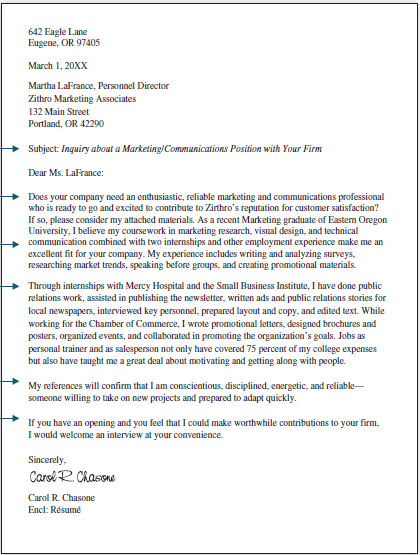 642 Eagle Lane
Eugene, OR 97405
March 1, 20XX
Martha LaFrance, Personnel Director
Zithro Marketing Associates
132 Main Street
Portland, OR 42290
Subject: Inquiry about a Marketing/Communications Position with Your Firm
Dear Ms. LaFrance:
Does your company need an enthusiastic, reliable marketing and communications professional
who is ready to go and excited to contribute to Zirthro's reputation for customer satisfaction?
If so, please consider my attached materials. As a recent Marketing graduate of Eastern Oregon
University, I believe my coursework in marketing research, visual design, and technical
communication combined with two internships and other employment experience make me an
excellent fit for your company. My experience includes writing and analyzing surveys,
researching market trends, speaking before groups, and creating promotional materials.
Through internships with Mercy Hospital and the Small Business Institute, I have done public
relations work, assisted in publishing the newsletter, written ads and public relations stories for
local newspapers, interviewed key personnel, prepared layout and copy, and edited text. While
working for the Chamber of Commerce, I wrote promotional letters, designed brochures and
posters, organized events, and collaborated in promoting the organization's goals. Jobs as
personal trainer and as salesperson not only have covered 75 percent of my college expenses
but also have taught me a great deal about motivating and getting along with people.
My references will confirm that I am conscientious, disciplined, energetic, and reliable—
someone willing to take on new projects and prepared to adapt quickly.
If you have an opening and you feel that I could make worthwhile contributions to your firm,
I would welcome an interview at your convenience.
Sincerely,
Carol R. Chasone
Carol R. Chasone
Encl: Résumé